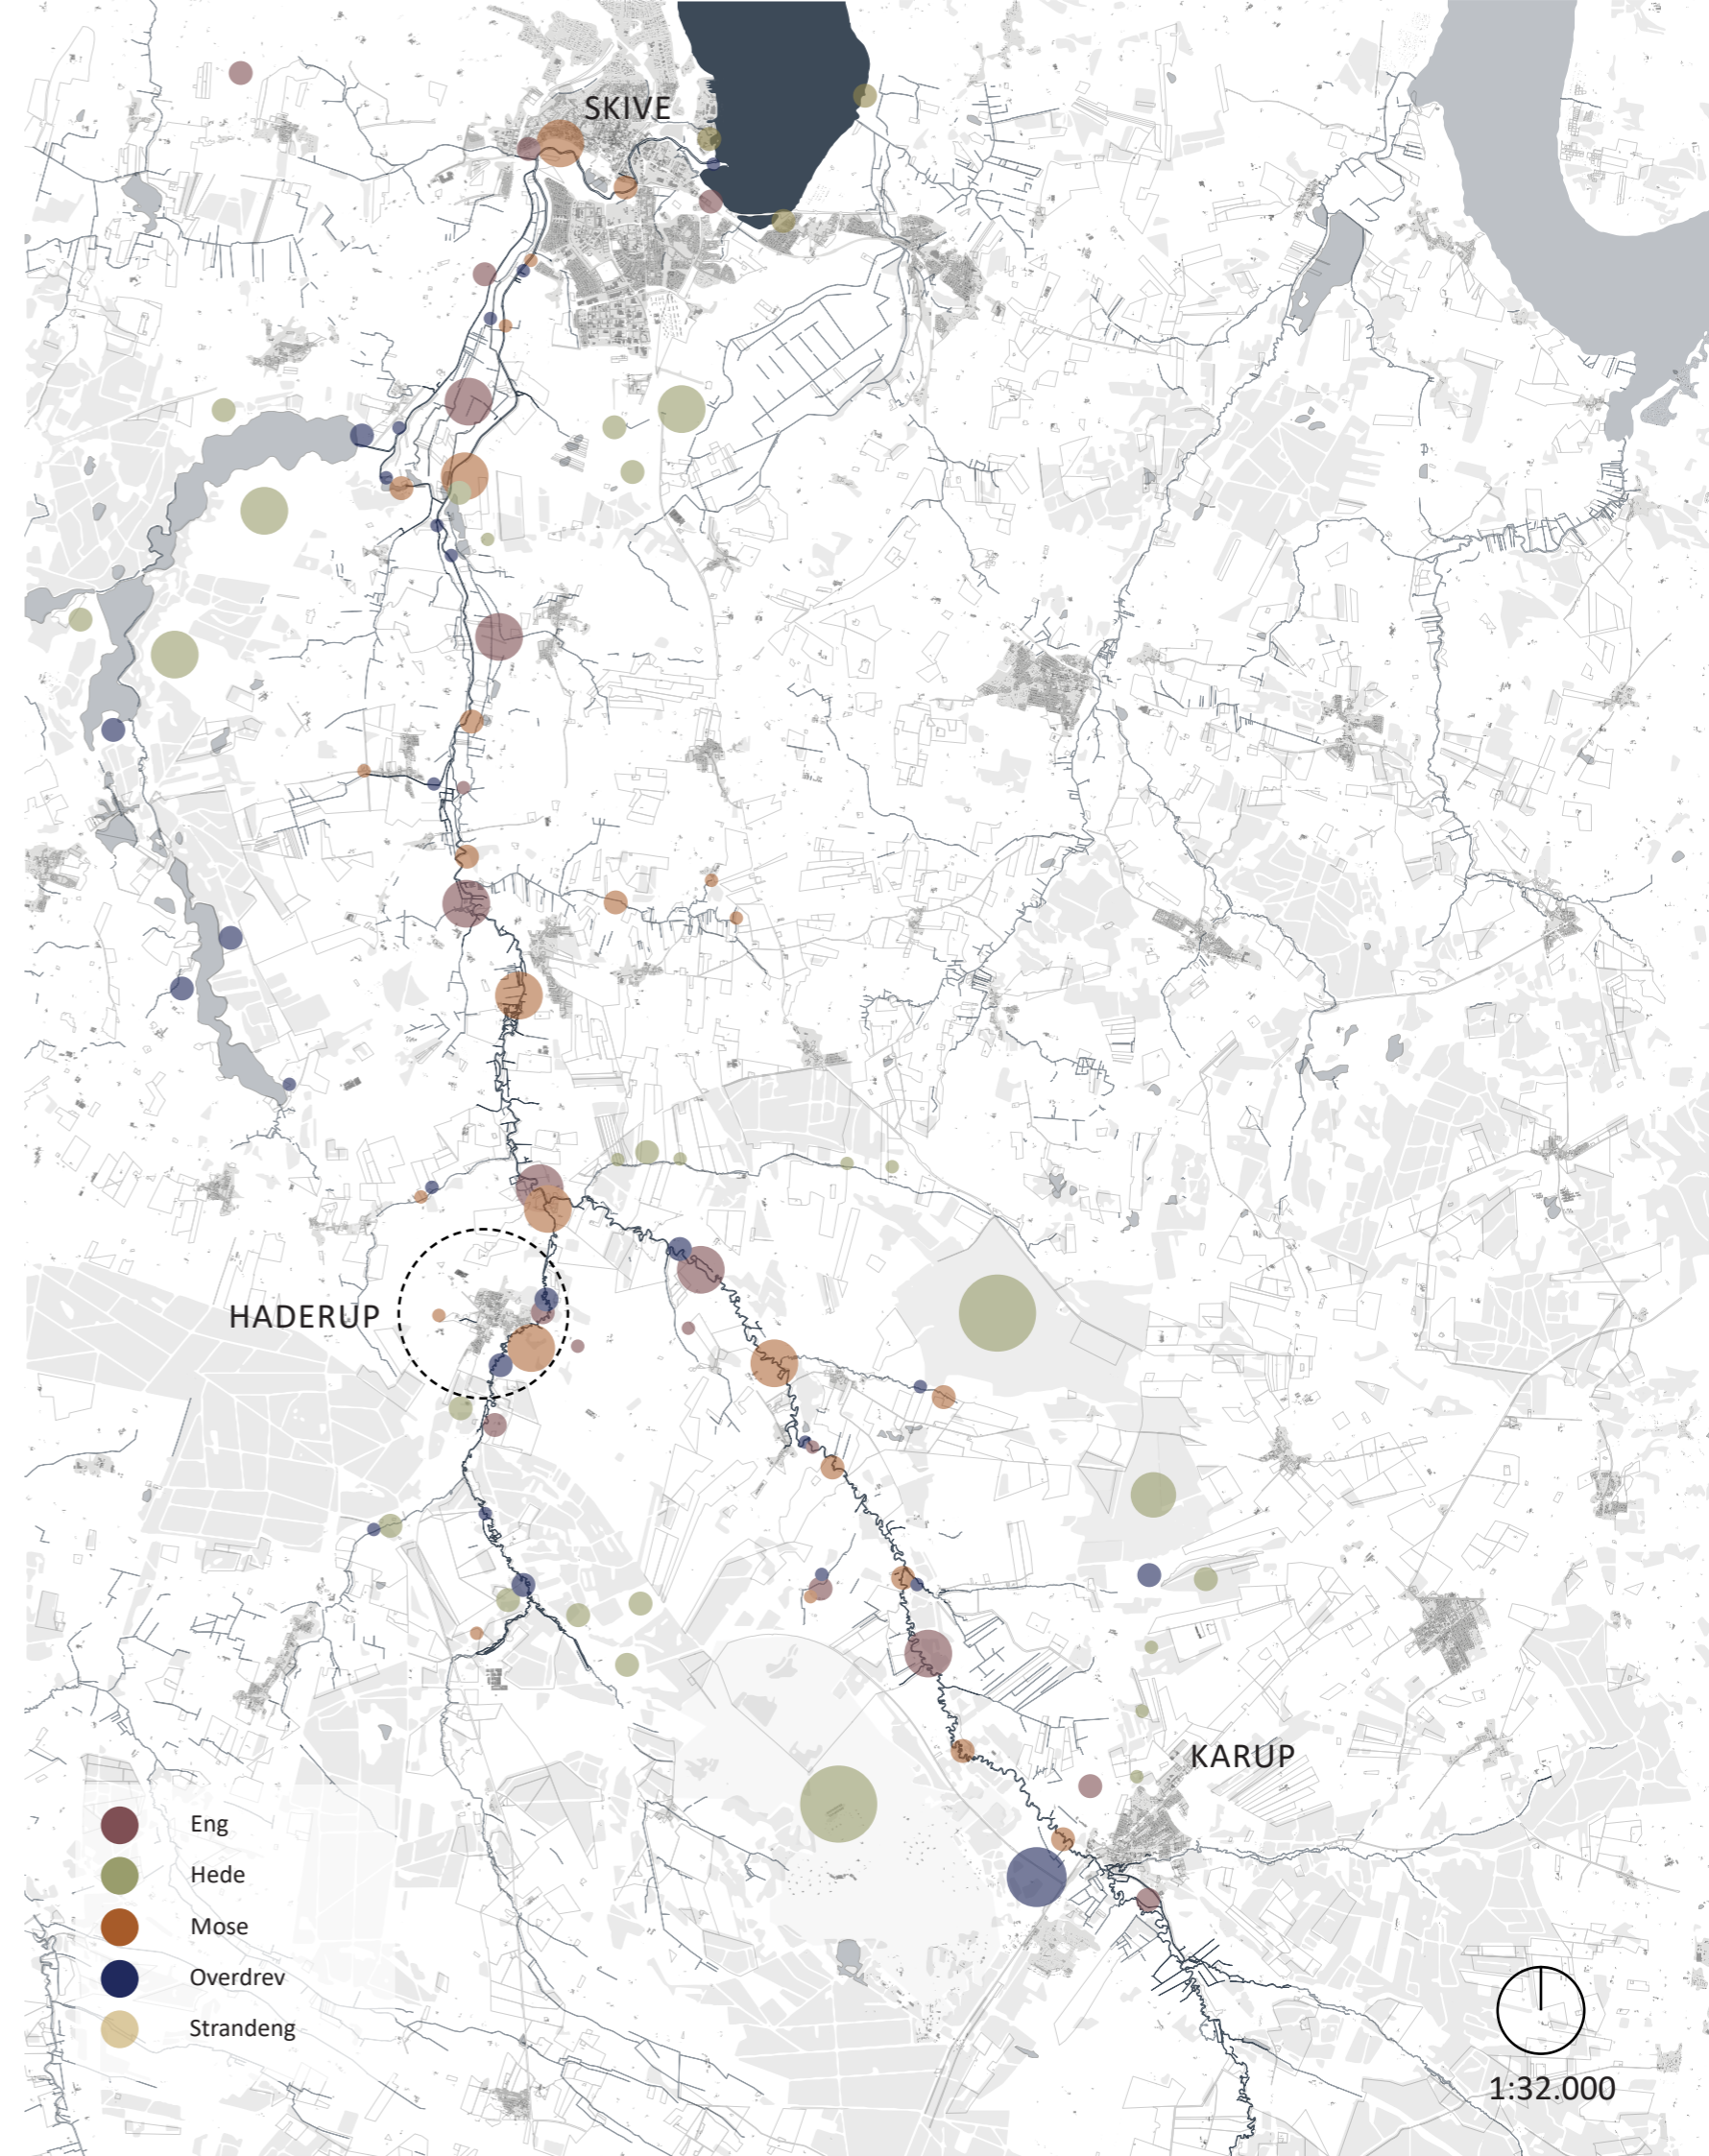 SKIVE
HADERUP
KARUP
Eng
Hede
Mose
Overdrev
Strandeng
1:32.000